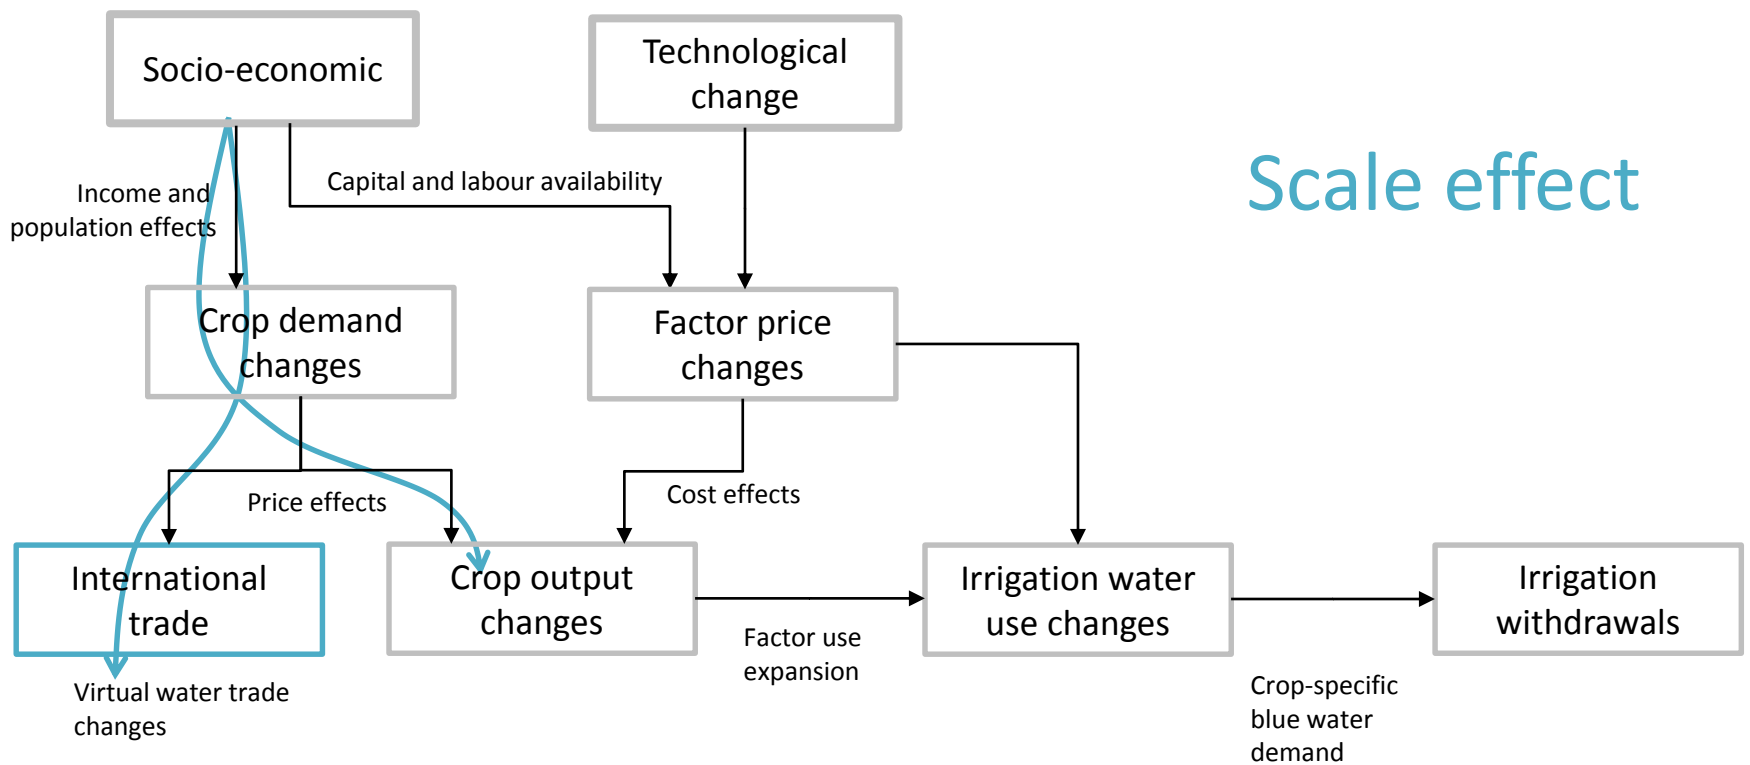 Socio-economic
Technological
change
Scale effect
Income and
population effects
Capital and labour availability
Crop demand
changes
Factor price
changes
Price effects
Cost effects
International
trade
Crop output
changes
Irrigation water
use changes
Irrigation
withdrawals
Factor use
expansion
Virtual water trade
changes
Crop-specific
blue water
demand